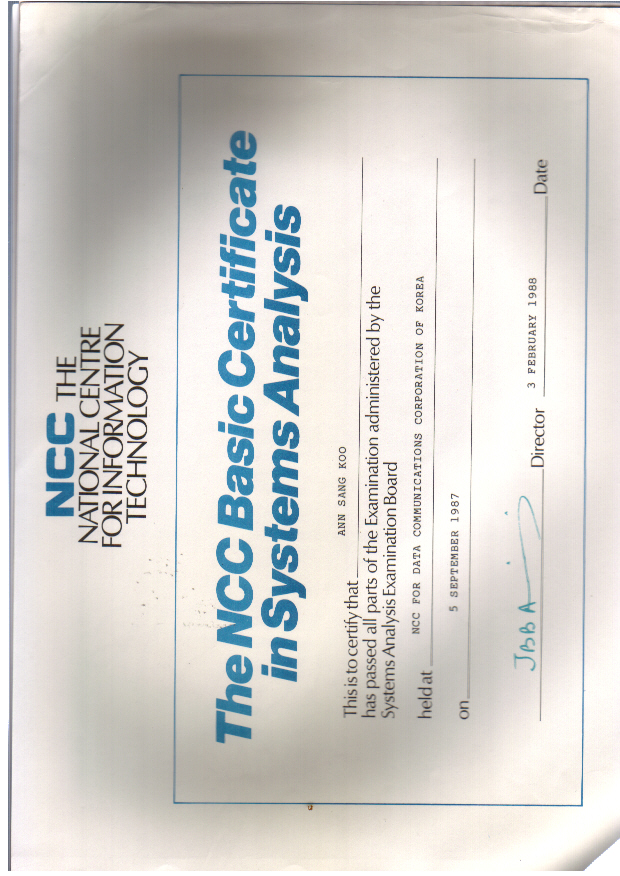 NCC THE
NATIONAL CENTRE
FOR INFORMATION
TECHNOLOGY
The NCC Basic Certificate
in Systems Analysis
This is to certify that ANN SANG KOO
has passed all parts of the Examination administered by the
Systems Analysis Examination Board
held at NCC FOR DATA COMMUNICATIONS CORPORATION OF KOREA
on 5 SEPTEMBER 1987
Director 3 FEBRUARY 1988 Date